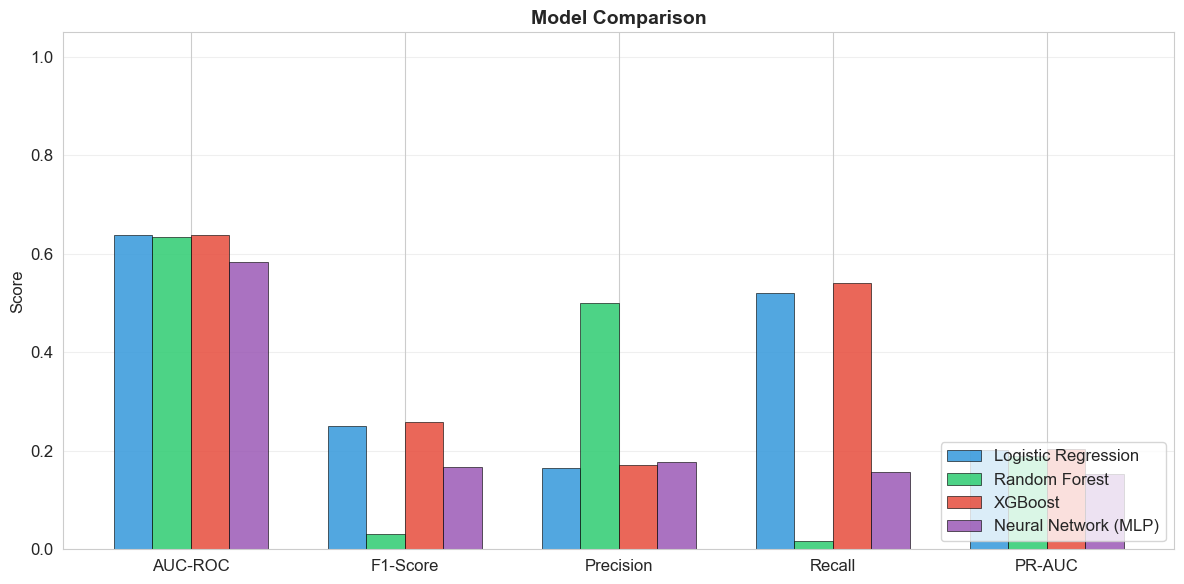 Model Comparison
1.0
0.8
0.6
0.4
0.2
0.0
Score
AUC-ROC
F1-Score
Precision
Recall
PR-AUC
Logistic Regression
Random Forest
XGBoost
Neural Network (MLP)